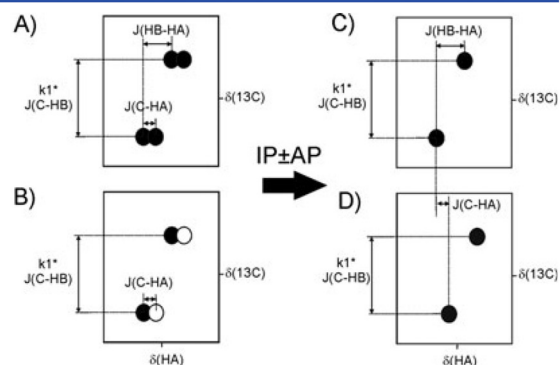 A)
J(HB-HA)
k1*
J(C-HB)
J(C-HA)
δ(13C)
B)
k1*
J(C-HB)
J(C-HA)
δ(13C)
δ(HA)
IP±AP
C)
J(HB-HA)
k1*
J(C-HB)
δ(13C)
D)
J(C-HA)
k1*
J(C-HB)
δ(13C)
δ(HA)